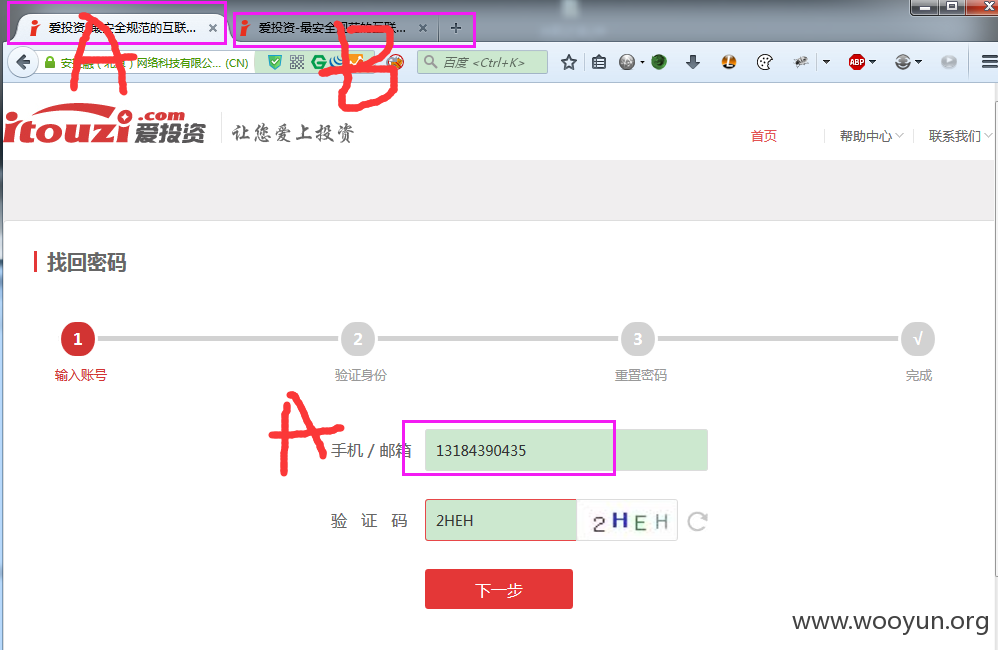 爱投资-最安全规范的互联...
爱投资-最安全规范的互联...
A
B
网络科技有限公... (CN)
百度 <Ctrl+K>
ABP
itouzi.com 爱投资
让您爱上投资
首页
帮助中心
联系我们
找回密码
1
2
3
√
输入账号
验证身份
重置密码
完成
A
手机 / 邮箱
13184390435
验 证 码
2HEH
2HEH
下一步
www.wooyun.org